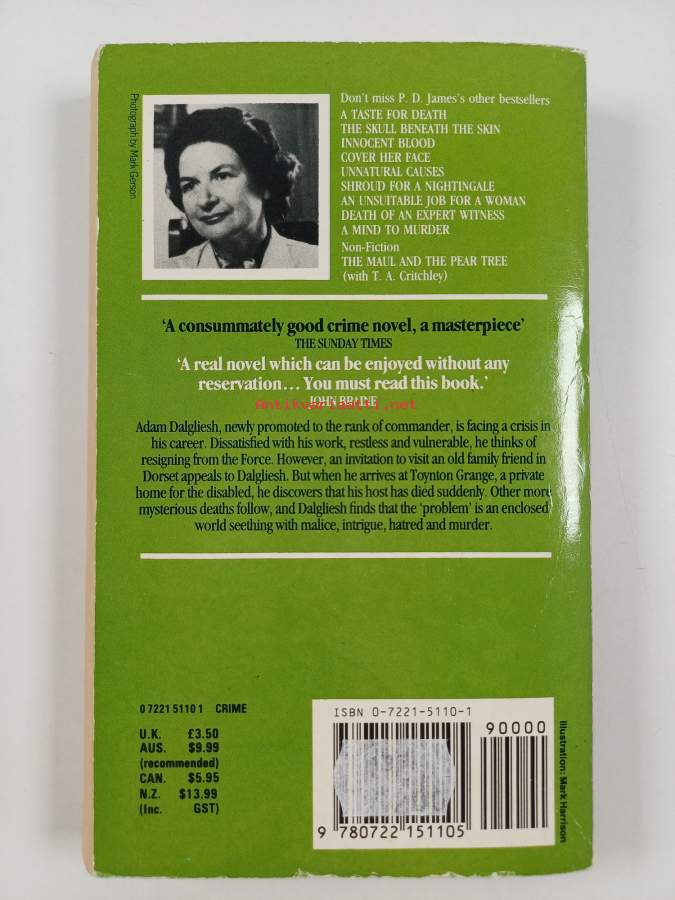 Photograph by Mark Gerson
Don't miss P. D. James's other bestsellers
A TASTE FOR DEATH
THE SKULL BENEATH THE SKIN
INNOCENT BLOOD
COVER HER FACE
UNNATURAL CAUSES
SHROUD FOR A NIGHTINGALE
AN UNSUITABLE JOB FOR A WOMAN
DEATH OF AN EXPERT WITNESS
A MIND TO MURDER
Non-Fiction
THE MAUL AND THE PEAR TREE
(with T. A. Critchley)
‘A consummately good crime novel, a masterpiece’
THE SUNDAY TIMES
‘A real novel which can be enjoyed without any
reservation... You must read this book.’
JOHN BRAINE
Antikvariaatti.net
Adam Dalgliesh, newly promoted to the rank of commander, is facing a crisis in
his career. Dissatisfied with his work, restless and vulnerable, he thinks of
resigning from the Force. However, an invitation to visit an old family friend in
Dorset appeals to Dalgliesh. But when he arrives at Toynton Grange, a private
home for the disabled, he discovers that his host has died suddenly. Other more
mysterious deaths follow, and Dalgliesh finds that the ‘problem’ is an enclosed
world seething with malice, intrigue, hatred and murder.
0 7221 5110 1 CRIME
U.K. £3.50
AUS. $9.99
(recommended)
CAN. $5.95
N.Z. $13.99
(Inc. GST)
ISBN 0-7221-5110-1
90000
9 780722 151105
Illustration: Mark Harrison